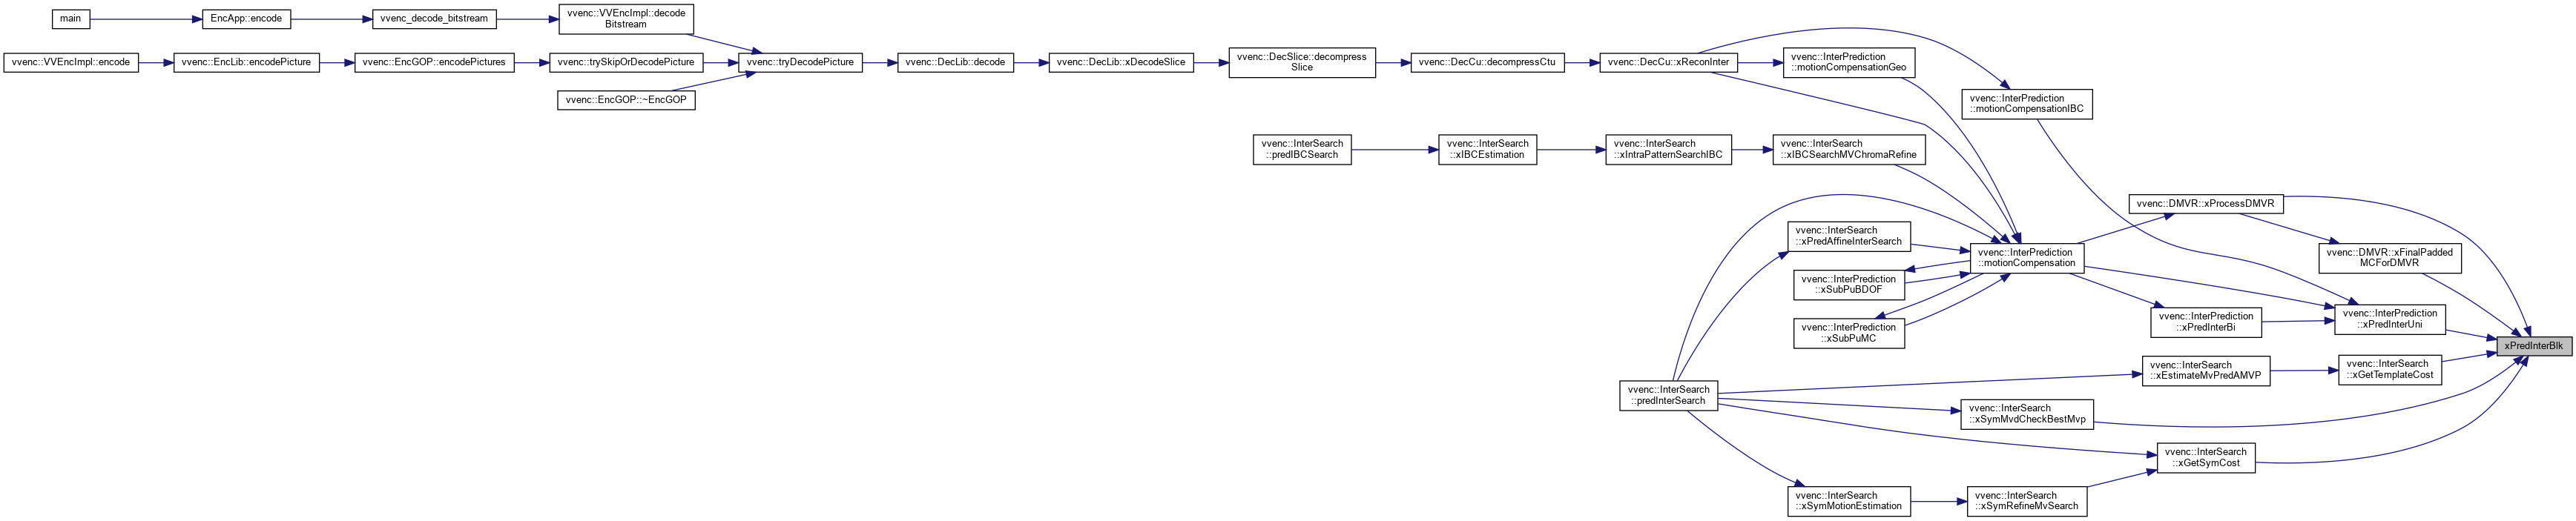 main
EncApp::encode
vvenc_decode_bitstream
vvenc::VVEncImpl::decode
Bitstream
vvenc::VVEncImpl::encode
vvenc::EncLib::encodePicture
vvenc::EncGOP::encodePictures
vvenc::trySkipOrDecodePicture
vvenc::tryDecodePicture
vvenc::DecLib::decode
vvenc::DecLib::xDecodeSlice
vvenc::DecSlice::decompress
Slice
vvenc::DecCu::decompressCtu
vvenc::DecCu::xReconInter
vvenc::InterPrediction
::motionCompensationGeo
vvenc::EncGOP::~EncGOP
vvenc::InterPrediction
::motionCompensationIBC
vvenc::InterSearch
::predIBCSearch
vvenc::InterSearch
::xIBCEstimation
vvenc::InterSearch
::xIntraPatternSearchIBC
vvenc::InterSearch
::xIBCSearchMVChromaRefine
vvenc::DMVR::xProcessDMVR
vvenc::InterSearch
::xPredAffineInterSearch
vvenc::InterPrediction
::motionCompensation
vvenc::DMVR::xFinalPadded
MCForDMVR
vvenc::InterPrediction
::xSubPuBDOF
vvenc::InterPrediction
::xSubPuMC
vvenc::InterPrediction
::xPredInterBi
vvenc::InterPrediction
::xPredInterUni
xPredInterBlk
vvenc::InterSearch
::xEstimateMvPredAMVP
vvenc::InterSearch
::xGetTemplateCost
vvenc::InterSearch
::predInterSearch
vvenc::InterSearch
::xSymMvdCheckBestMvp
vvenc::InterSearch
::xGetSymCost
vvenc::InterSearch
::xSymMotionEstimation
vvenc::InterSearch
::xSymRefineMvSearch